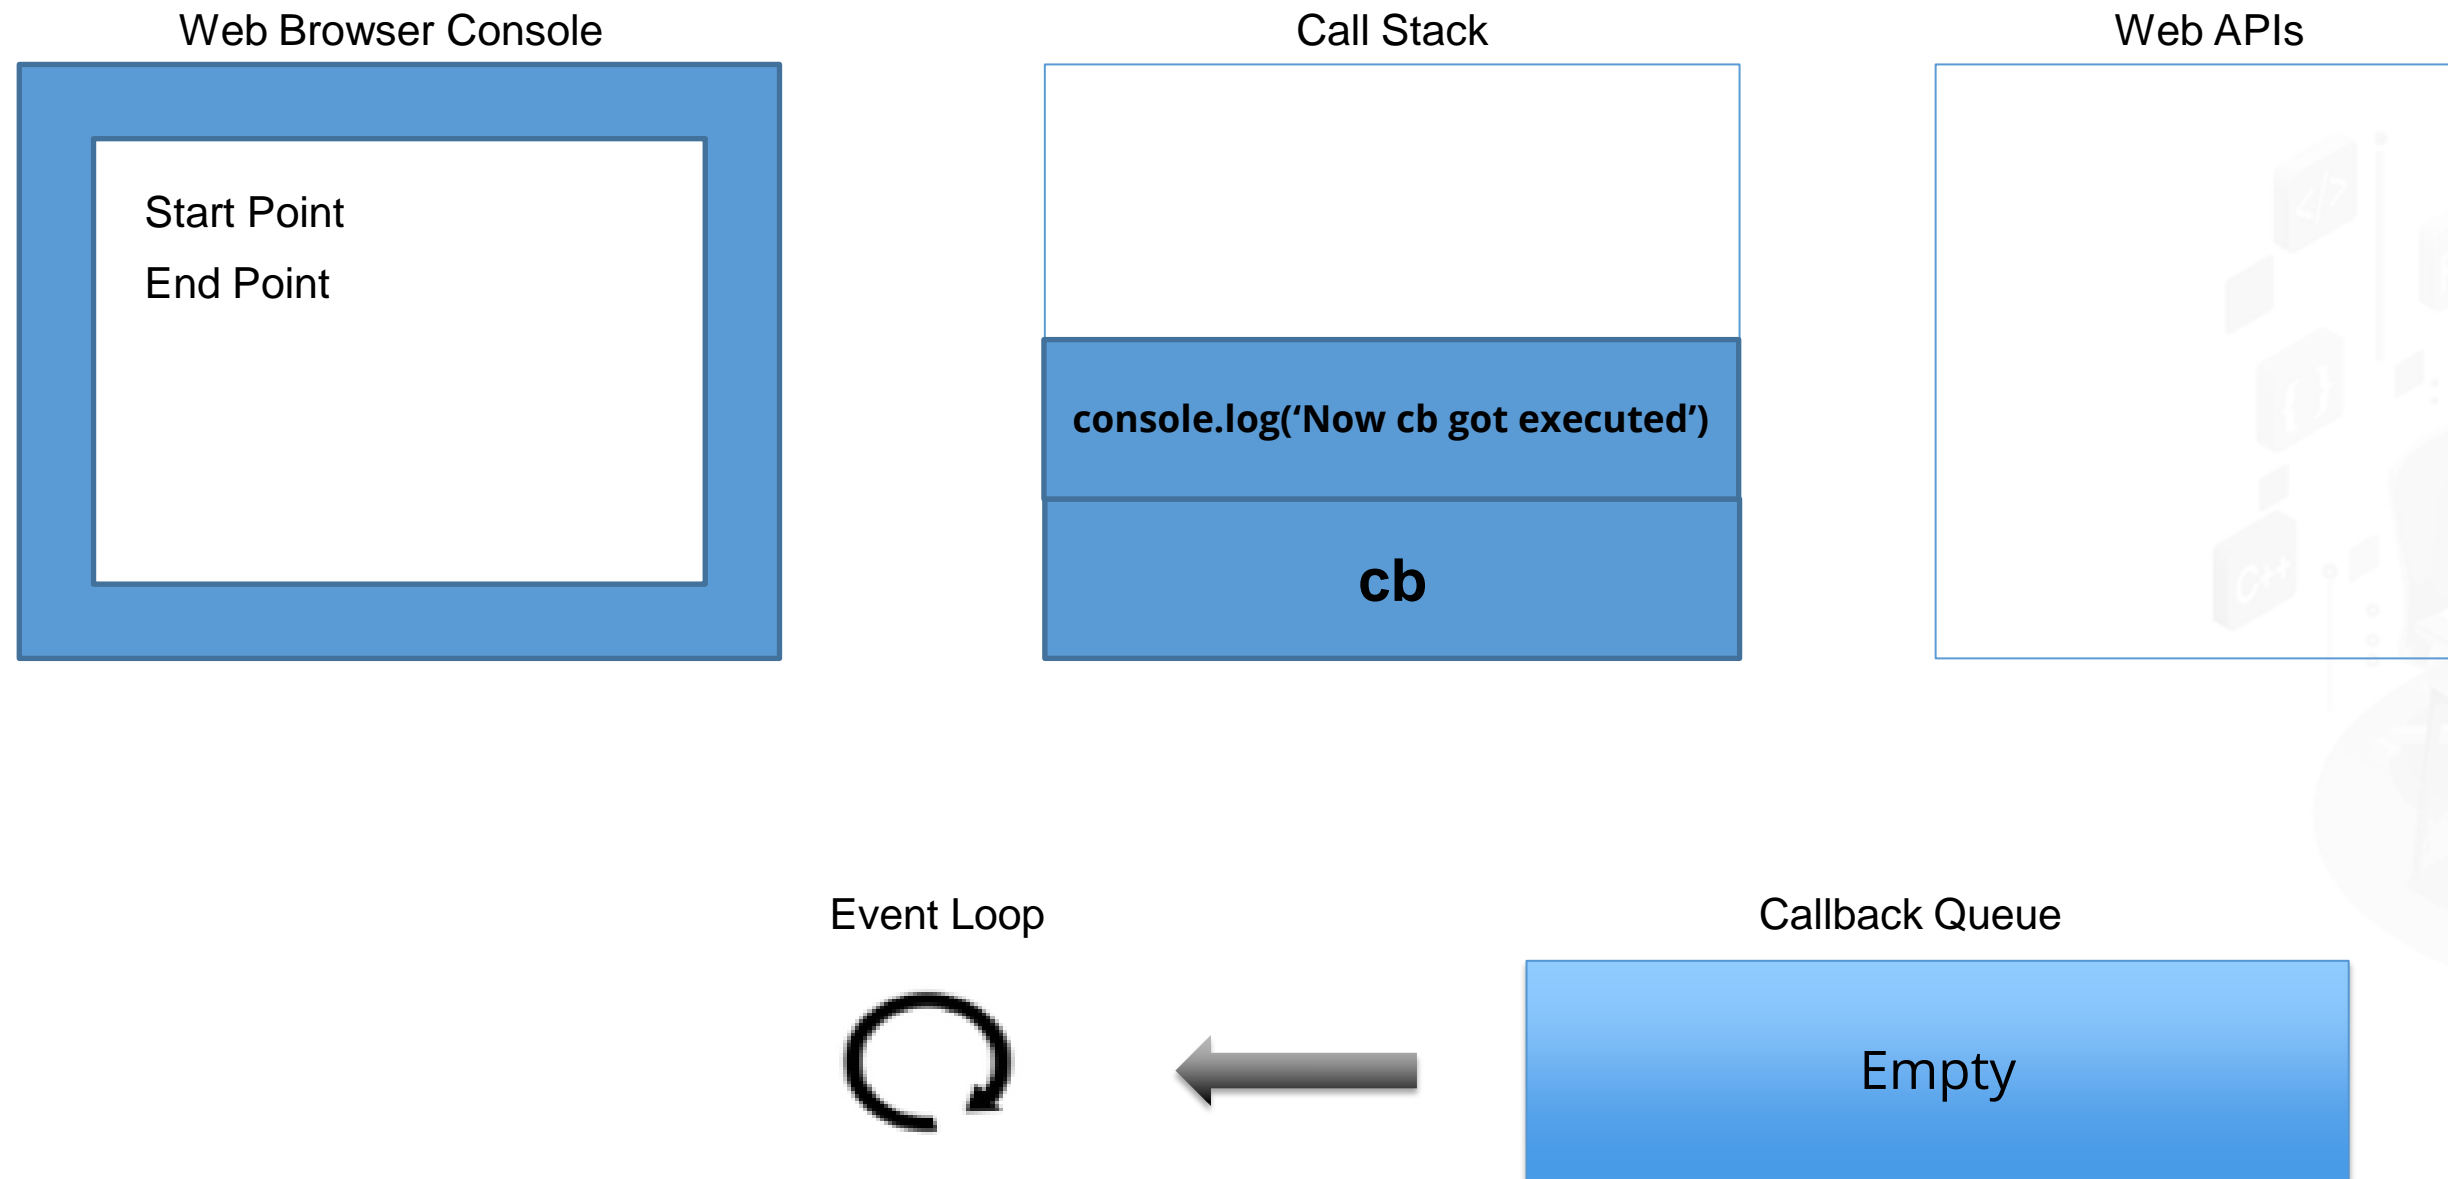 Web Browser Console
Call Stack
Web APIs
Start Point
End Point
console.log(‘Now cb got executed’)
cb
Event Loop
Callback Queue
Empty